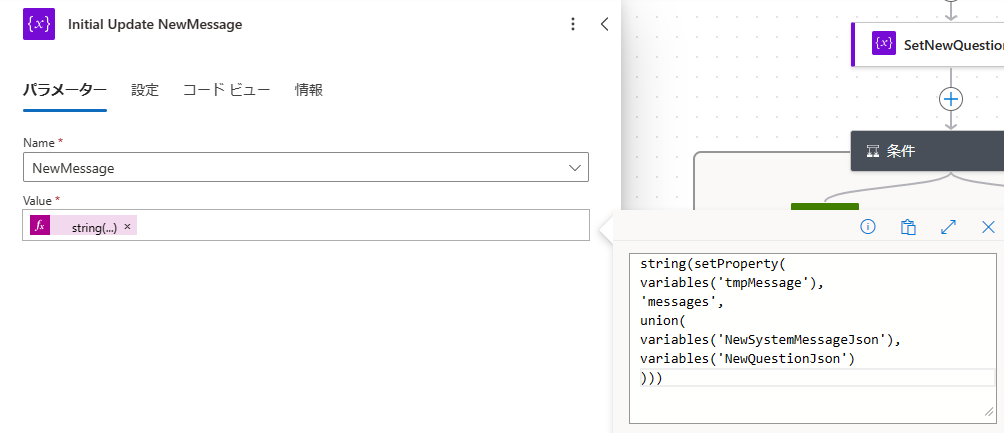 {x} Initial Update NewMessage
パラメーター 設定 コード ビュー 情報
Name *
NewMessage
Value *
fx string(...) ×
{x} SetNewQuestion
条件
string(setProperty(
variables('tmpMessage'),
'messages',
union(
variables('NewSystemMessageJson'),
variables('NewQuestionJson')
)))